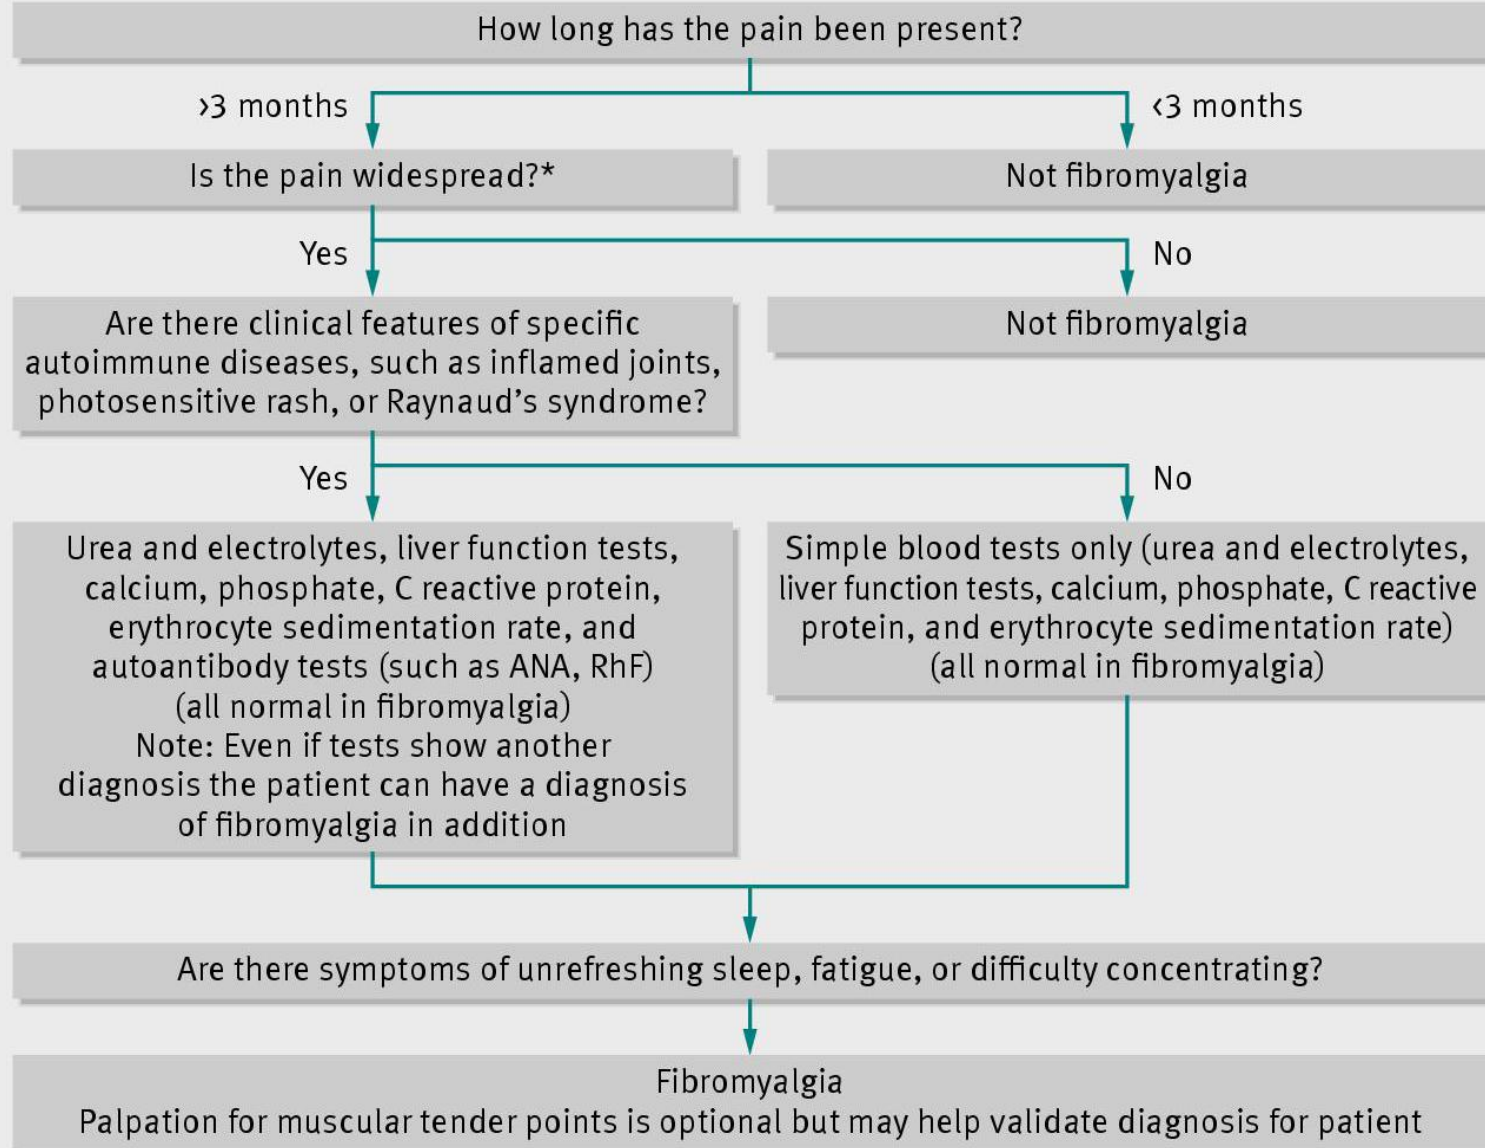 How long has the pain been present?
>3 months
<3 months
Is the pain widespread?*
Not fibromyalgia
Yes
No
Are there clinical features of specific
autoimmune diseases, such as inflamed joints,
photosensitive rash, or Raynaud's syndrome?
Not fibromyalgia
Yes
No
Urea and electrolytes, liver function tests,
calcium, phosphate, C reactive protein,
erythrocyte sedimentation rate, and
autoantibody tests (such as ANA, RhF)
(all normal in fibromyalgia)
Note: Even if tests show another
diagnosis the patient can have a diagnosis
of fibromyalgia in addition
Simple blood tests only (urea and electrolytes,
liver function tests, calcium, phosphate, C reactive
protein, and erythrocyte sedimentation rate)
(all normal in fibromyalgia)
Are there symptoms of unrefreshing sleep, fatigue, or difficulty concentrating?
Fibromyalgia
Palpation for muscular tender points is optional but may help validate diagnosis for patient